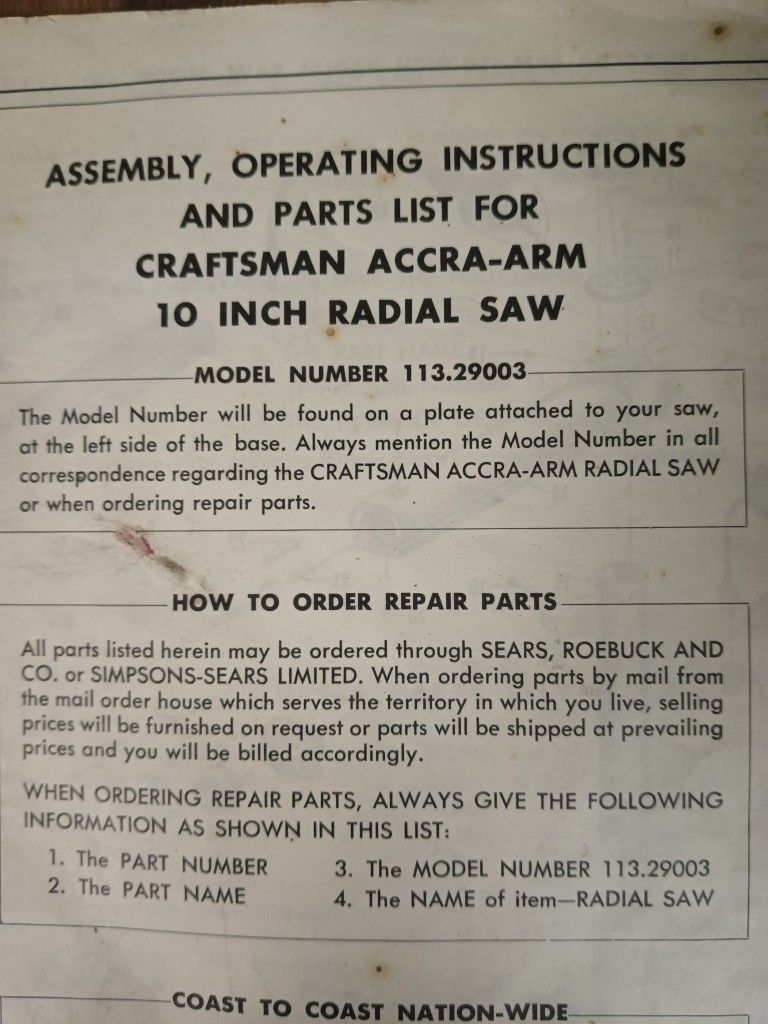 ASSEMBLY, OPERATING INSTRUCTIONS
AND PARTS LIST FOR
CRAFTSMAN ACCRA-ARM
10 INCH RADIAL SAW
MODEL NUMBER 113.29003
The Model Number will be found on a plate attached to your saw,
at the left side of the base. Always mention the Model Number in all
correspondence regarding the CRAFTSMAN ACCRA-ARM RADIAL SAW
or when ordering repair parts.
HOW TO ORDER REPAIR PARTS
All parts listed herein may be ordered through SEARS, ROEBUCK AND
CO. or SIMPSONS-SEARS LIMITED. When ordering parts by mail from
the mail order house which serves the territory in which you live, selling
prices will be furnished on request or parts will be shipped at prevailing
prices and you will be billed accordingly.
WHEN ORDERING REPAIR PARTS, ALWAYS GIVE THE FOLLOWING
INFORMATION AS SHOWN IN THIS LIST:
1. The PART NUMBER
2. The PART NAME
3. The MODEL NUMBER 113.29003
4. The NAME of item—RADIAL SAW
COAST TO COAST NATION-WIDE